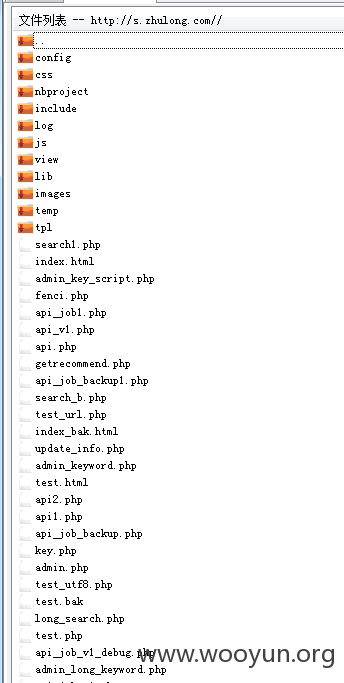 文件列表 -- http://s.zhulong.com//
..
config
css
nbproject
include
log
js
view
lib
images
temp
tpl
search1.php
index.html
admin_key_script.php
fenci.php
api_job1.php
api_v1.php
api.php
getrecommend.php
api_job_backup1.php
search_b.php
test_url.php
index_bak.html
update_info.php
admin_keyword.php
test.html
api2.php
api1.php
api_job_backup.php
key.php
admin.php
test_utf8.php
test.bak
long_search.php
test.php
api_job_v1_debug.php
www.wooyun.org
admin_long_keyword.php